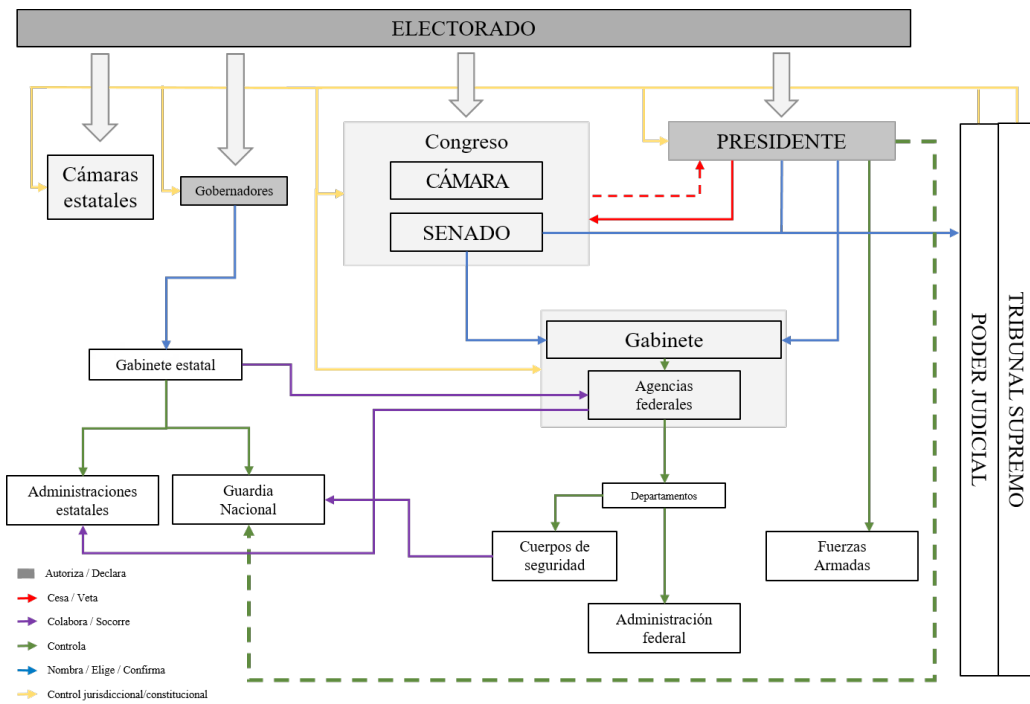 ELECTORADO
Cámaras
estatales
Gobernadores
Congreso
CÁMARA
SENADO
PRESIDENTE
Gabinete estatal
Gabinete
Agencias
federales
Administraciones
estatales
Guardia
Nacional
Departamentos
Cuerpos de
seguridad
Fuerzas
Armadas
Administración
federal
PODER JUDICIAL
TRIBUNAL SUPREMO
Autoriza / Declara
Cesa / Veta
Colabora / Socorre
Controla
Nombra / Elige / Confirma
Control jurisdiccional/constitucional